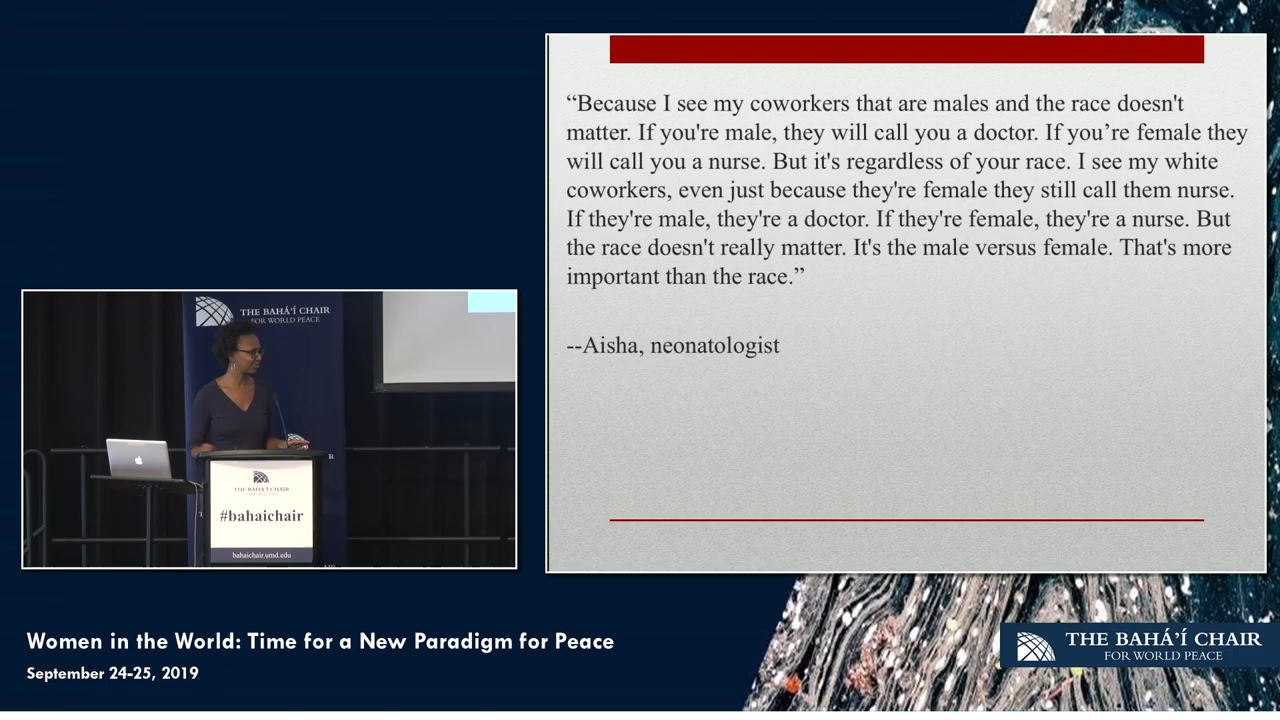 “Because I see my coworkers that are males and the race doesn't
matter. If you're male, they will call you a doctor. If you’re female they
will call you a nurse. But it's regardless of your race. I see my white
coworkers, even just because they're female they still call them nurse.
If they're male, they're a doctor. If they're female, they're a nurse. But
the race doesn't really matter. It's the male versus female. That's more
important than the race.”
--Aisha, neonatologist
THE BAHÁ’Í CHAIR
FOR WORLD PEACE
THE BAHÁ’Í CHAIR
FOR WORLD PEACE
#bahaichair
bahaichair.umd.edu
Women in the World: Time for a New Paradigm for Peace
September 24-25, 2019
THE BAHÁ’Í CHAIR
FOR WORLD PEACE